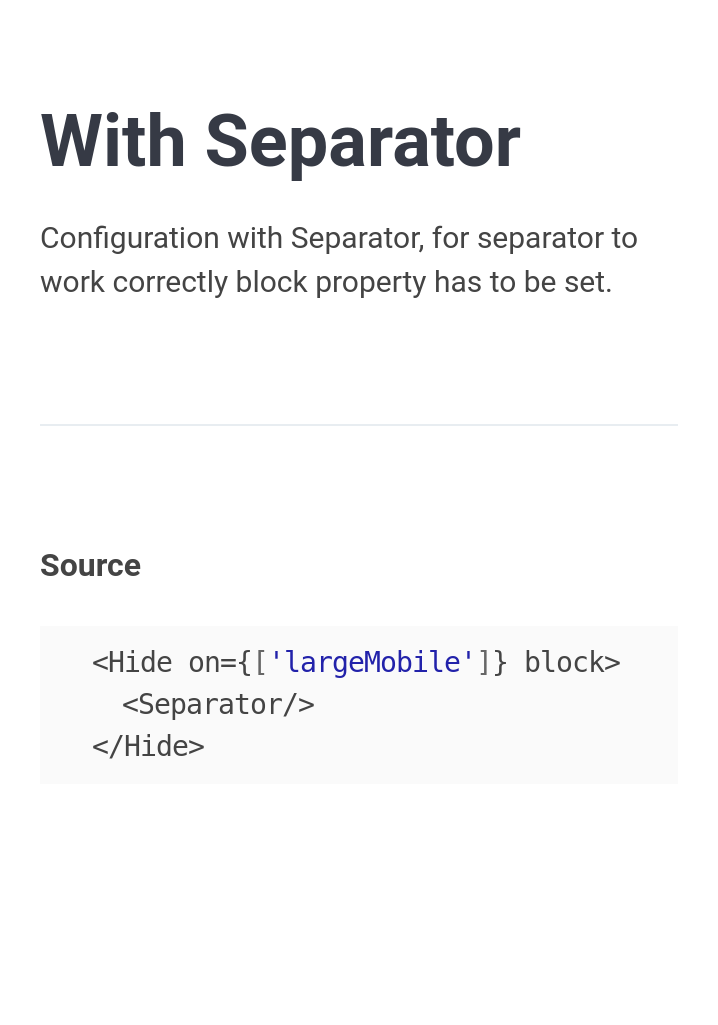 With Separator
Configuration with Separator, for separator to
work correctly block property has to be set.
Source
<Hide on={['largeMobile']} block>
  <Separator/>
</Hide>